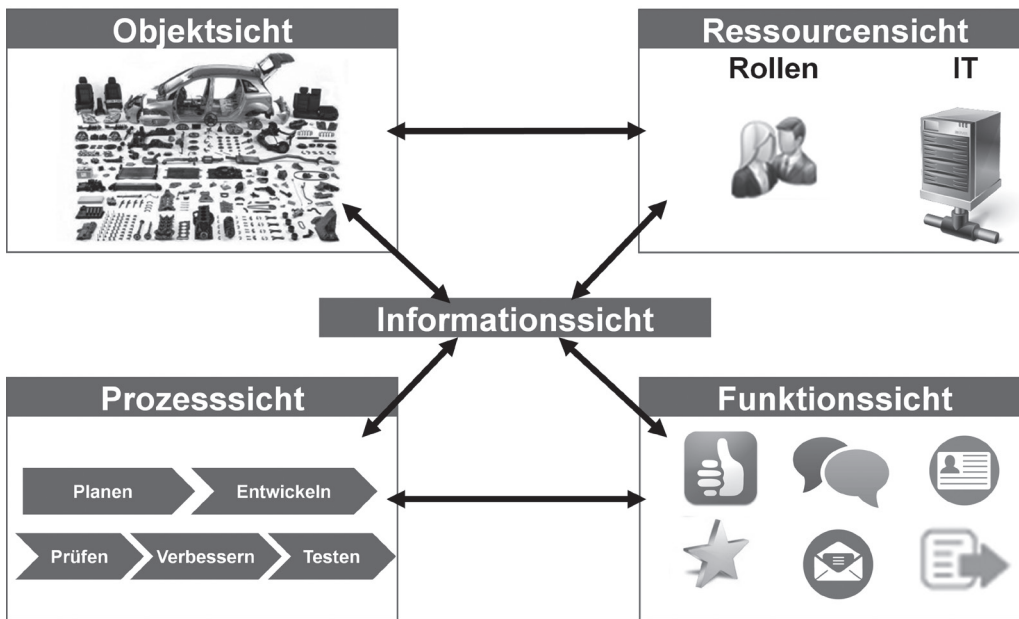 Objektsicht
Ressourcensicht
Rollen IT
Informationssicht
Prozesssicht
Planen Entwickeln
Prüfen Verbessern Testen
Funktionssicht